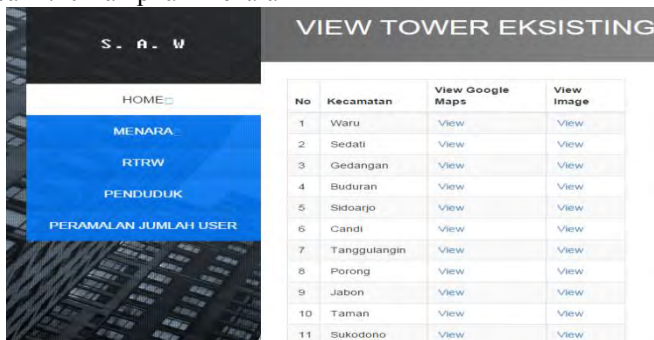 S. A. W
HOME
MENARA
RTRW
PENDUDUK
PERAMALAN JUMLAH USER
VIEW TOWER EKSISTING
No Kecamatan View Google Maps View Image
1 Waru View View
2 Sedati View View
3 Gedangan View View
4 Buduran View View
5 Sidoarjo View View
6 Candi View View
7 Tanggulangin View View
8 Porong View View
9 Jabon View View
10 Taman View View
11 Sukodono View View